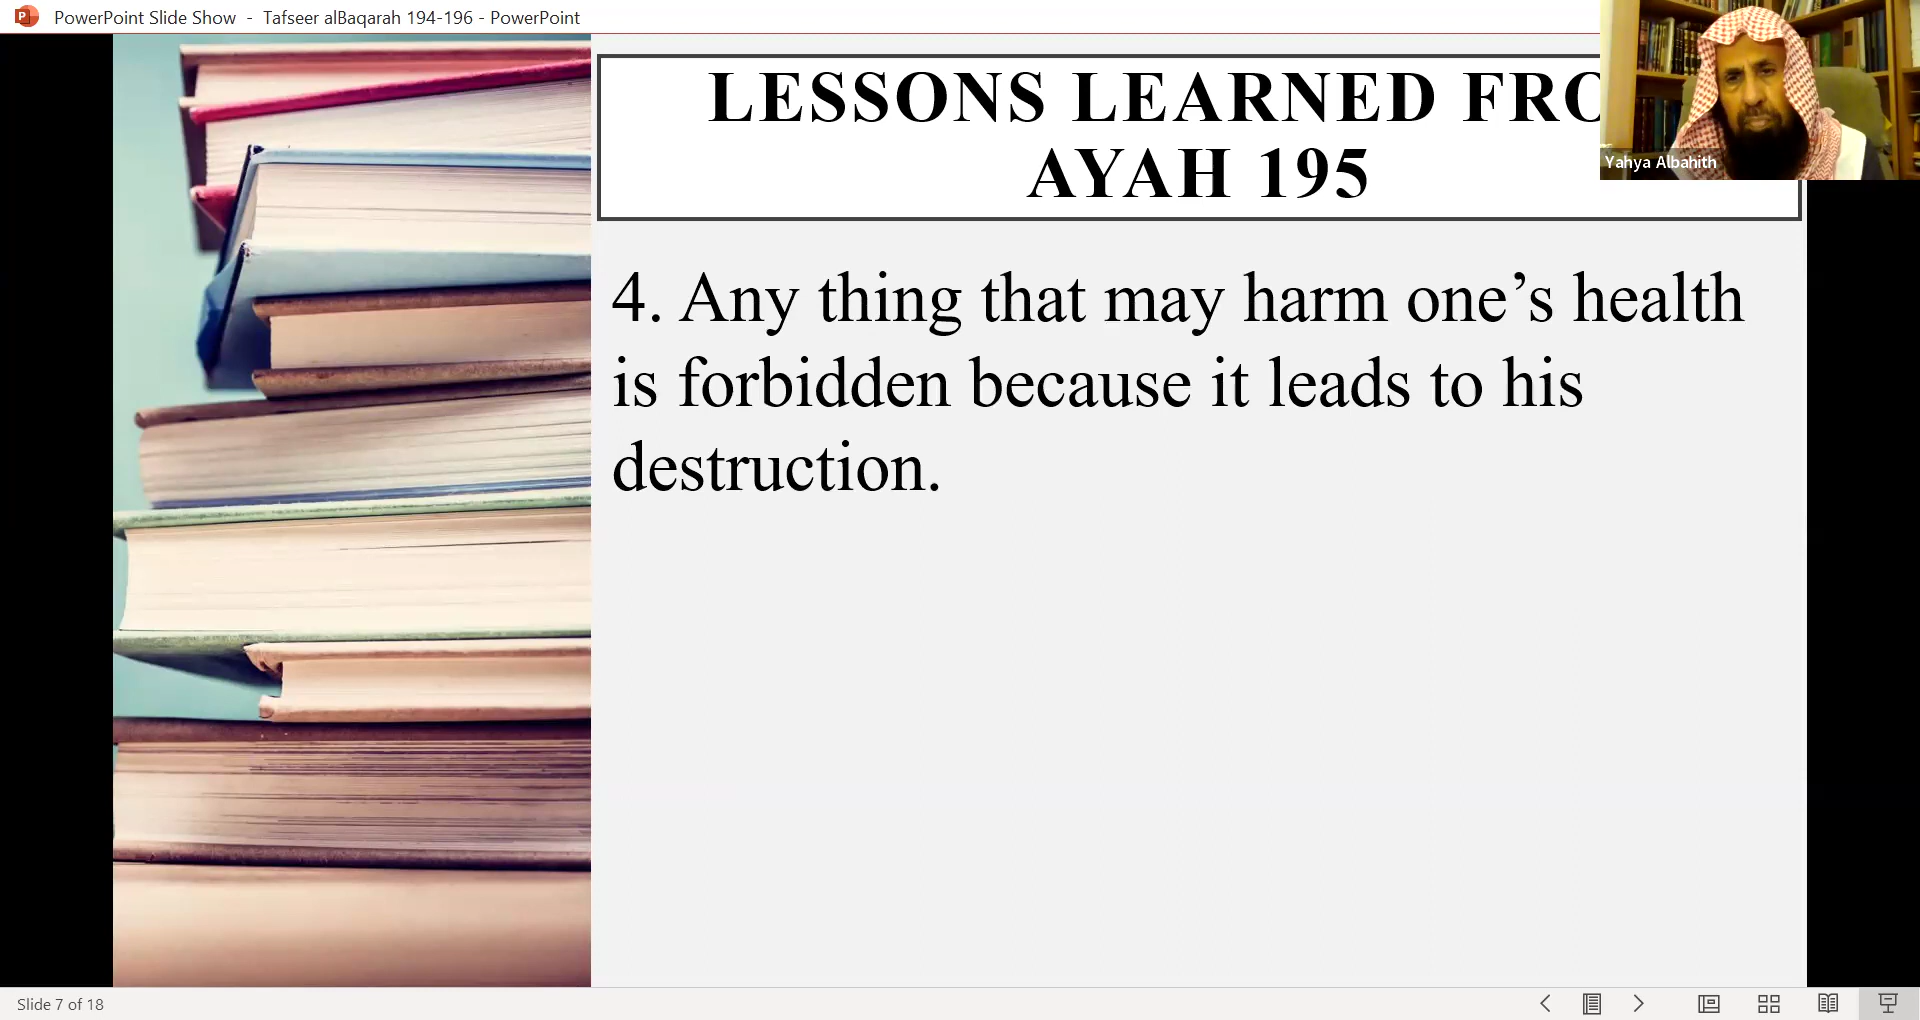 PowerPoint Slide Show - Tafseer alBaqarah 194-196 - PowerPoint
LESSONS LEARNED FRO
AYAH 195
Yahya Albahith
4. Any thing that may harm one’s health
is forbidden because it leads to his
destruction.
Slide 7 of 18